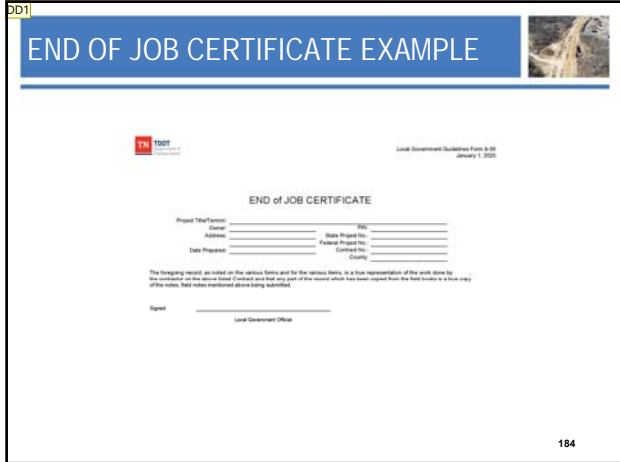 DD1
END OF JOB CERTIFICATE EXAMPLE
TN TDOT
Department of
Transportation
Local Government Guidelines Form 8-38
January 1, 2020
END of JOB CERTIFICATE
Project Title/Termini:
Owner: PIN:
Address: State Project No.:
Federal Project No.:
Date Prepared: Contract No.:
County:
The foregoing record, as noted on the various forms and for the various items, is a true representation of the work done by
the contractor on the above listed Contract and that any part of the record which has been copied from the field books is a true copy
of the notes, field notes mentioned above being submitted.
Signed:
Local Government Official
184